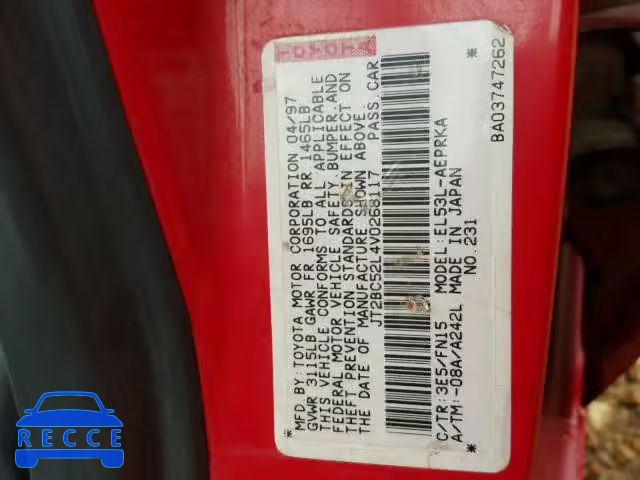 TOYOTA
MFD BY: TOYOTA MOTOR CORPORATION 04/97
GVWR 3115LB GAWR FR 1695LB RR 1465LB
THIS VEHICLE CONFORMS TO ALL APPLICABLE
FEDERAL MOTOR VEHICLE SAFETY, BUMPER, AND
THEFT PREVENTION STANDARDS IN EFFECT ON
THE DATE OF MANUFACTURE SHOWN ABOVE.
* JT2BC52L4V0268117 PASS. CAR *
C/TR: 3E5/FN15 MODEL: EL53L-AEPRKA
A/TM: -08A/A242L MADE IN JAPAN
* NO. 231 *
BA03747262
RECCE